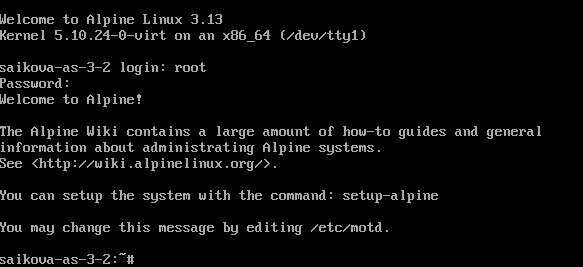 Welcome to Alpine Linux 3.13
Kernel 5.10.24-0-virt on an x86_64 (/dev/tty1)
saikova-as-3-2 login: root
Password:
Welcome to Alpine!
The Alpine Wiki contains a large amount of how-to guides and general
information about administrating Alpine systems.
See <http://wiki.alpinelinux.org/>.
You can setup the system with the command: setup-alpine
You may change this message by editing /etc/motd.
saikova-as-3-2:~#